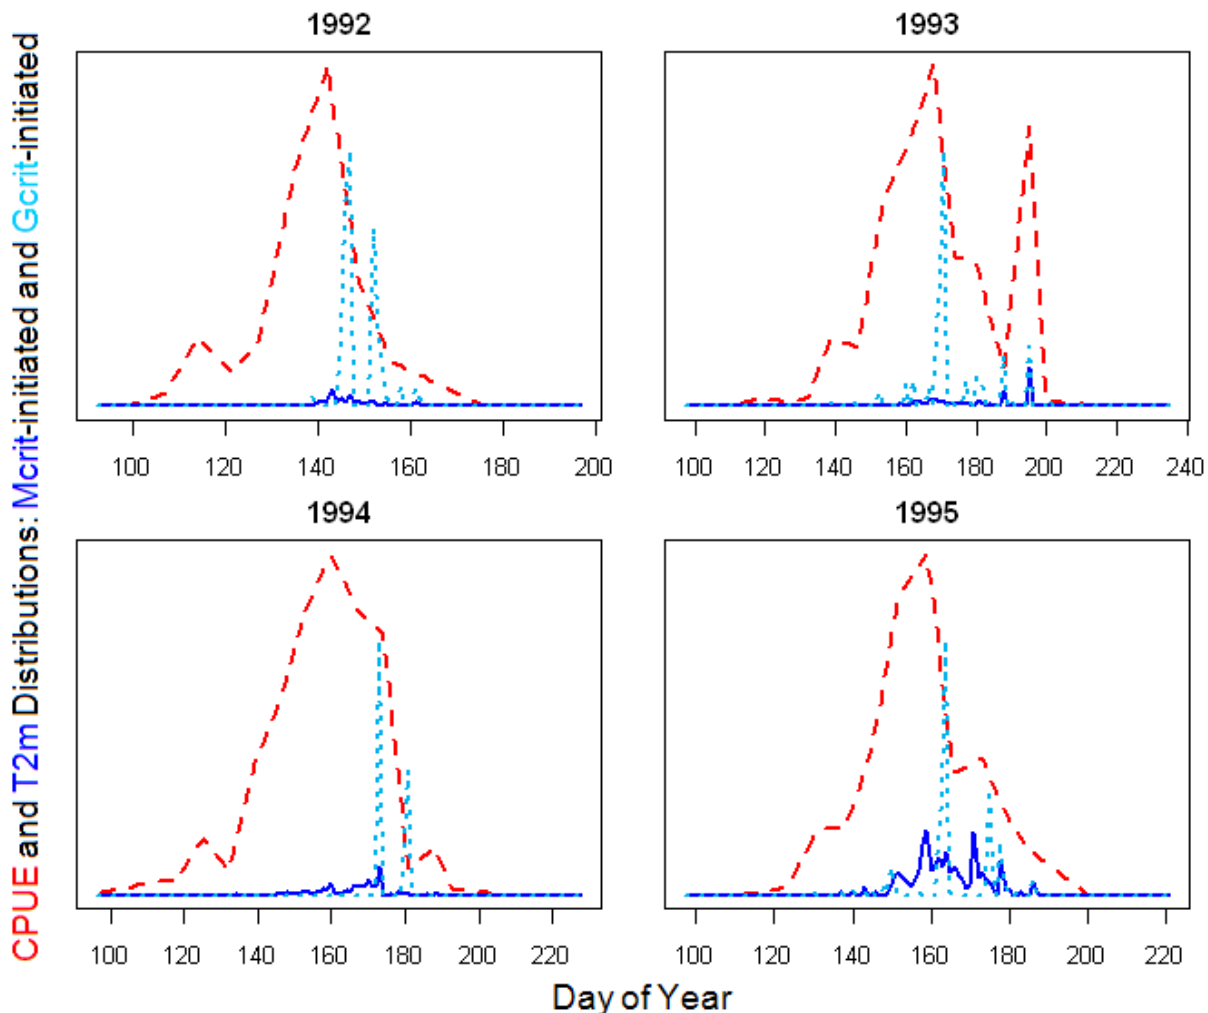 CPUE and T2m Distributions: Mcrit-initiated and Gcrit-initiated
1992
100 120 140 160 180 200
1993
100 120 140 160 180 200 220 240
1994
100 120 140 160 180 200 220
1995
100 120 140 160 180 200 220
Day of Year